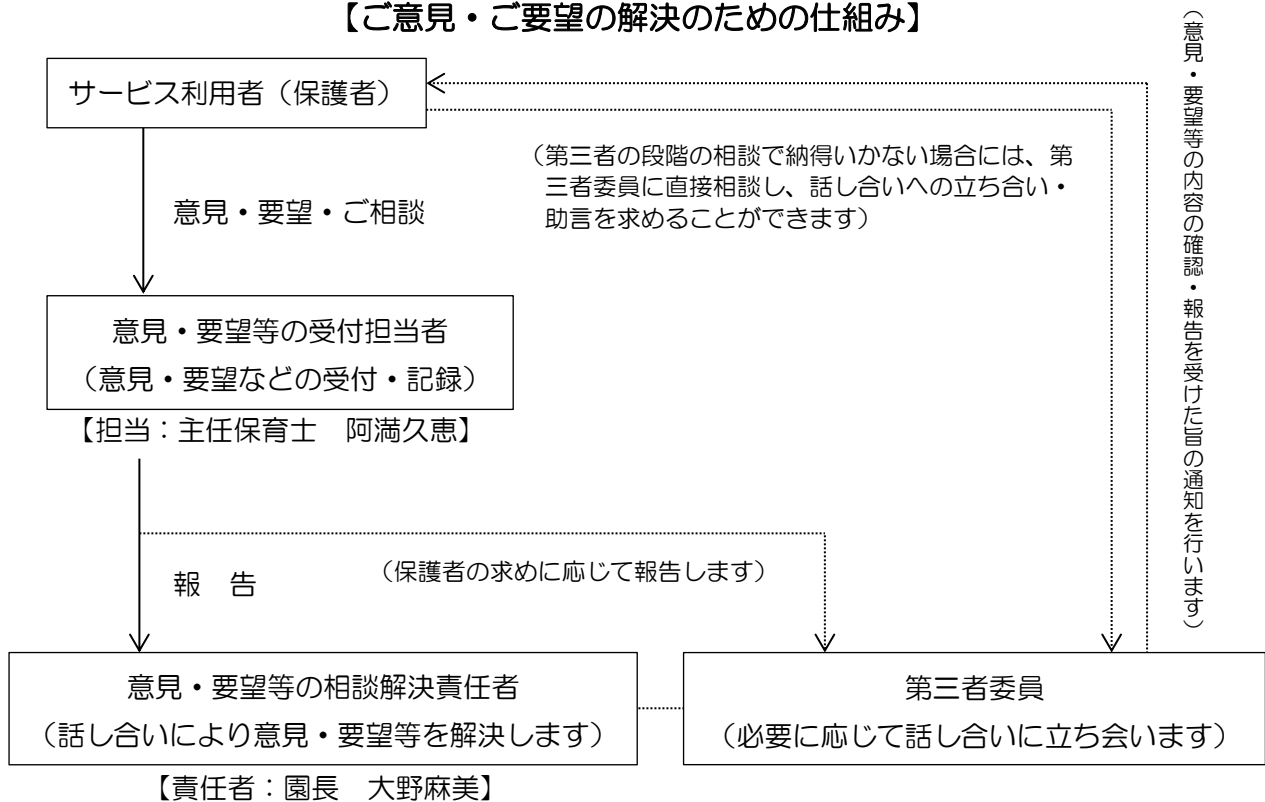 【ご意見・ご要望の解決のための仕組み】
サービス利用者（保護者）
（第三者の段階の相談で納得いかない場合には、第
三者委員に直接相談し、話し合いへの立ち合い・
助言を求めることができます）
意見・要望・ご相談
（意見・要望等の内容の確認・報告を受けた旨の通知を行います）
意見・要望等の受付担当者
（意見・要望などの受付・記録）
【担当：主任保育士　阿満久恵】
報　告
（保護者の求めに応じて報告します）
意見・要望等の相談解決責任者
（話し合いにより意見・要望等を解決します）
【責任者：園長　大野麻美】
第三者委員
（必要に応じて話し合いに立ち会います）